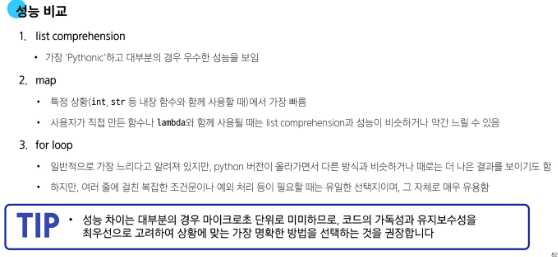 성능 비교
1. list comprehension
• 가장 'Pythonic'하고 대부분의 경우 우수한 성능을 보임
2. map
• 특정 상황(int, str 등 내장 함수와 함께 사용할 때)에서 가장 빠름
• 사용자가 직접 만든 함수나 lambda와 함께 사용될 때는 list comprehension과 성능이 비슷하거나 약간 느릴 수 있음
3. for loop
• 일반적으로 가장 느리다고 알려져 있지만, python 버전이 올라가면서 다른 방식과 비슷하거나 때로는 더 나은 결과를 보이기도 함
• 하지만, 여러 줄에 걸친 복잡한 조건문이나 예외 처리 등이 필요할 때는 유일한 선택지이며, 그 자체로 매우 유용함
TIP • 성능 차이는 대부분의 경우 마이크로초 단위로 미미하므로, 코드의 가독성과 유지보수성을
최우선으로 고려하여 상황에 맞는 가장 명확한 방법을 선택하는 것을 권장합니다
82